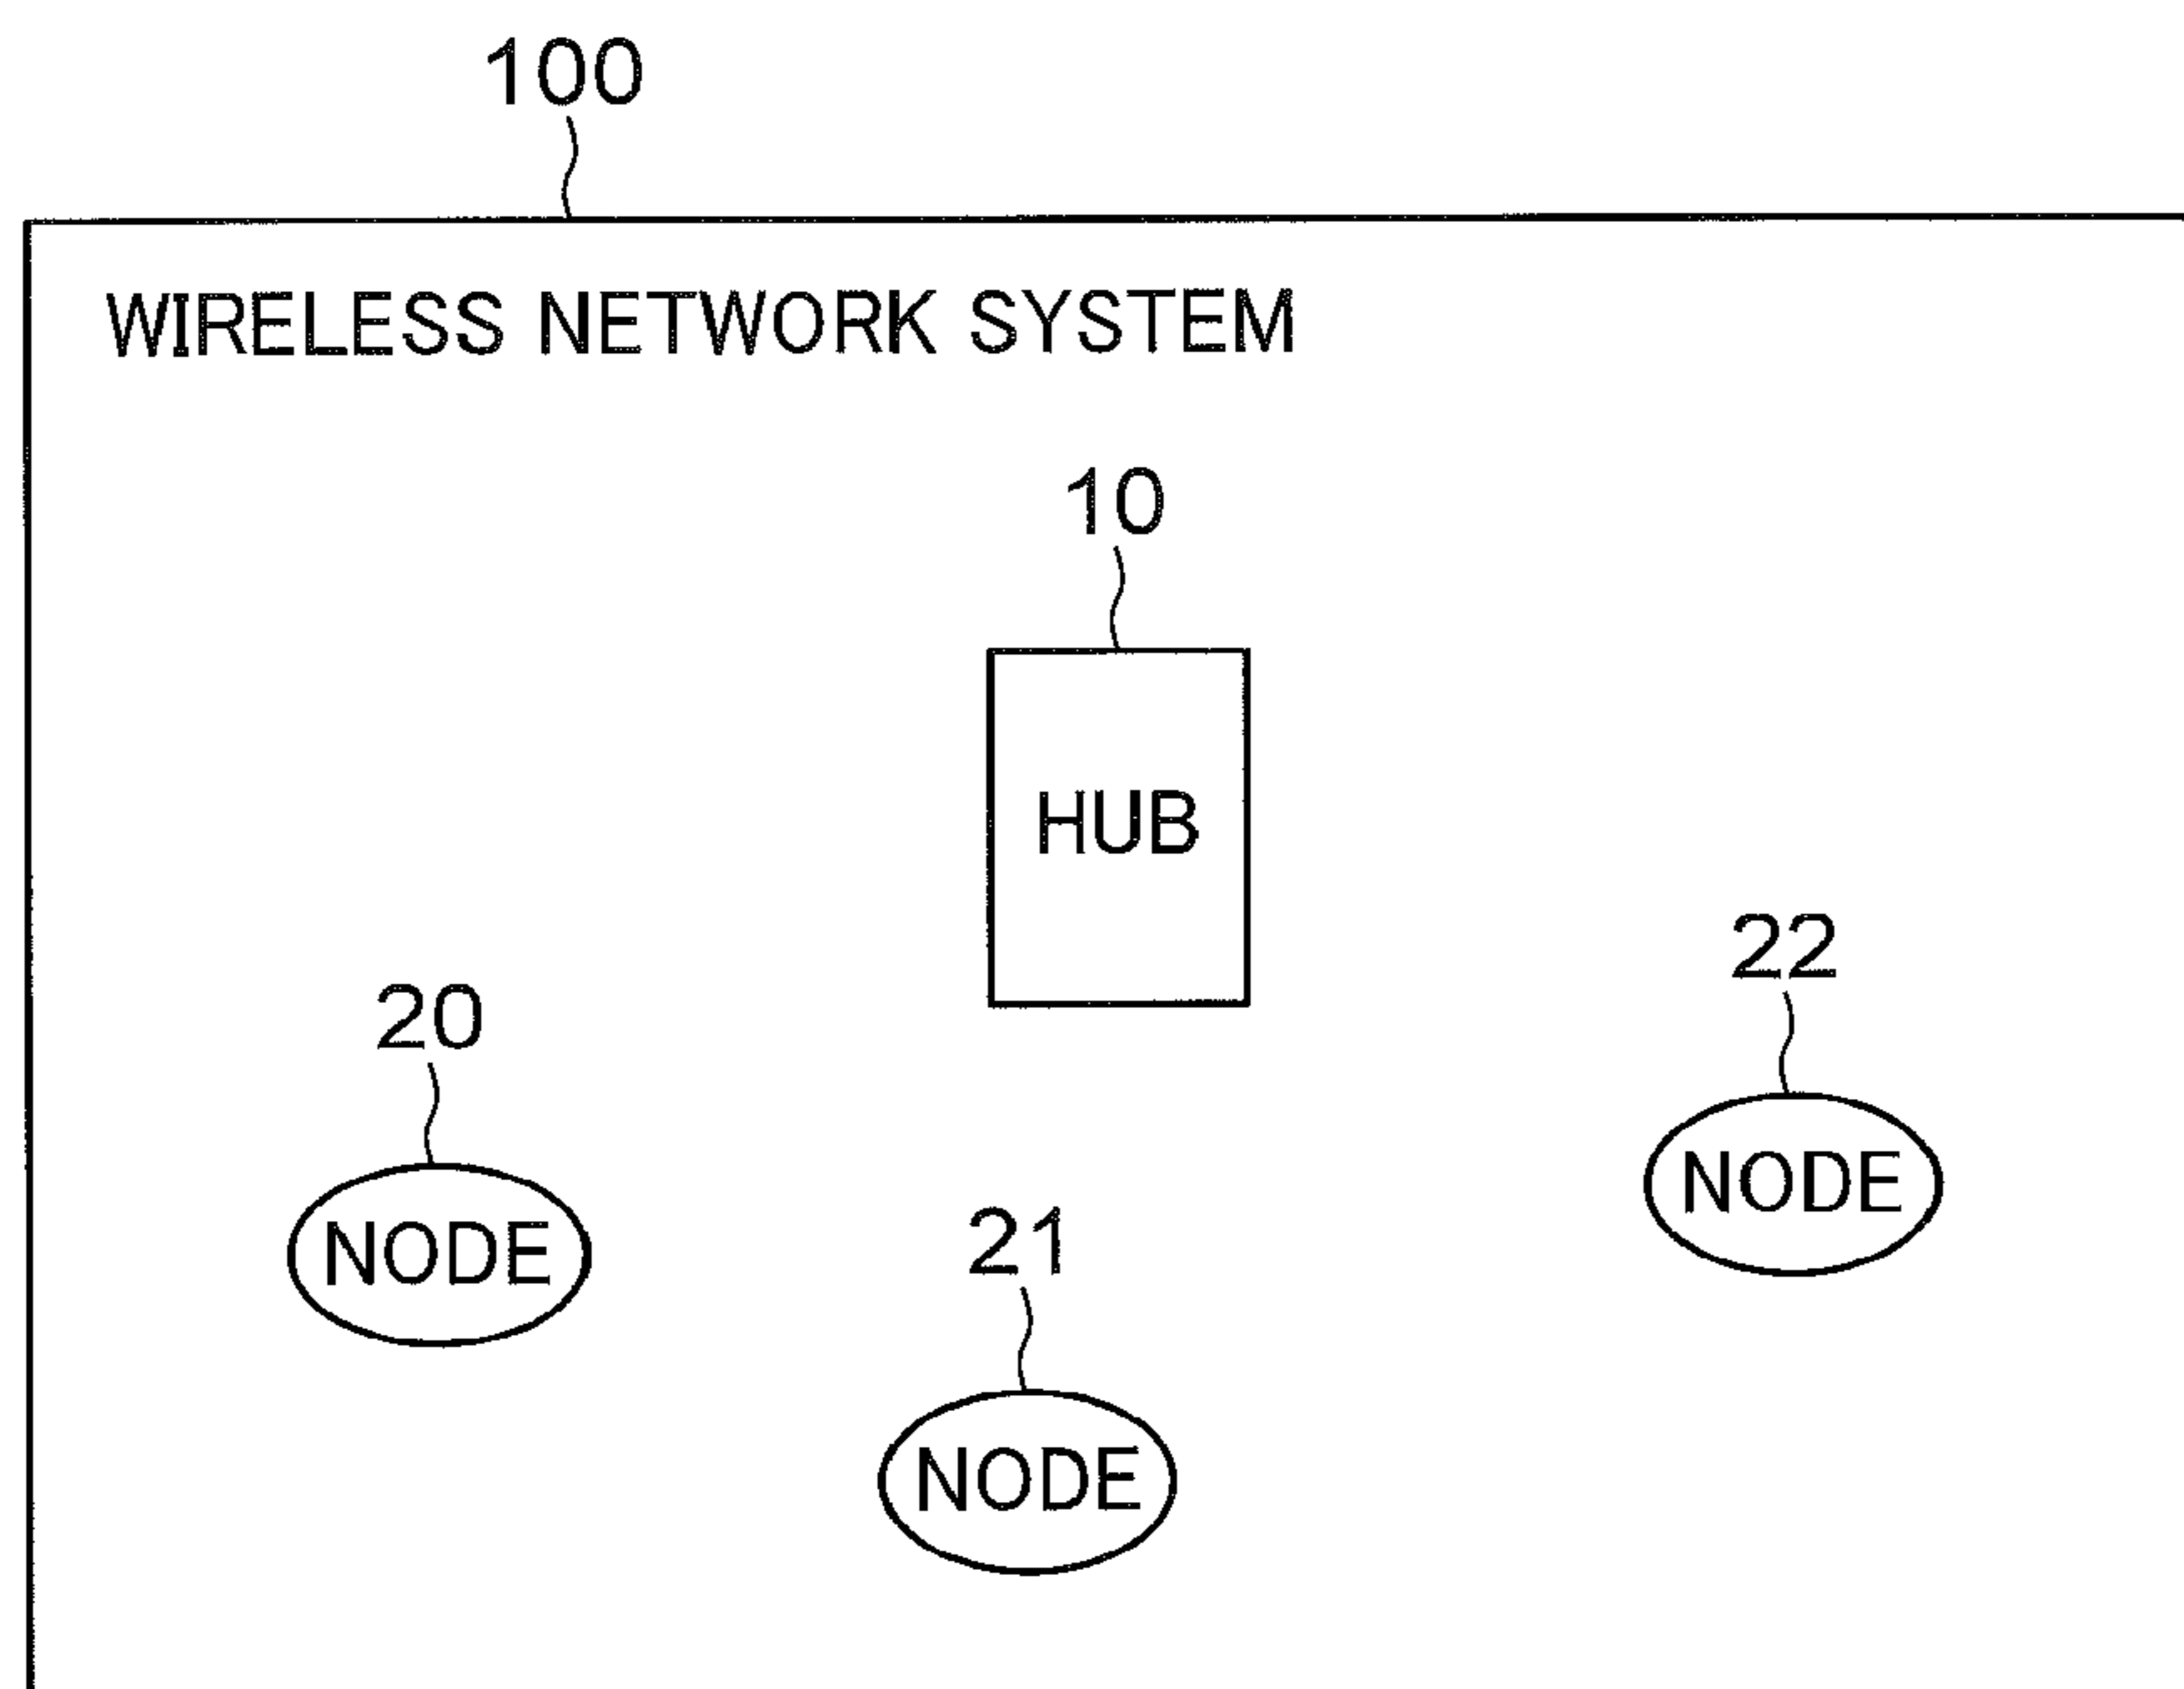 100
WIRELESS NETWORK SYSTEM
10
HUB
22
20
NODE
21
NODE
NODE